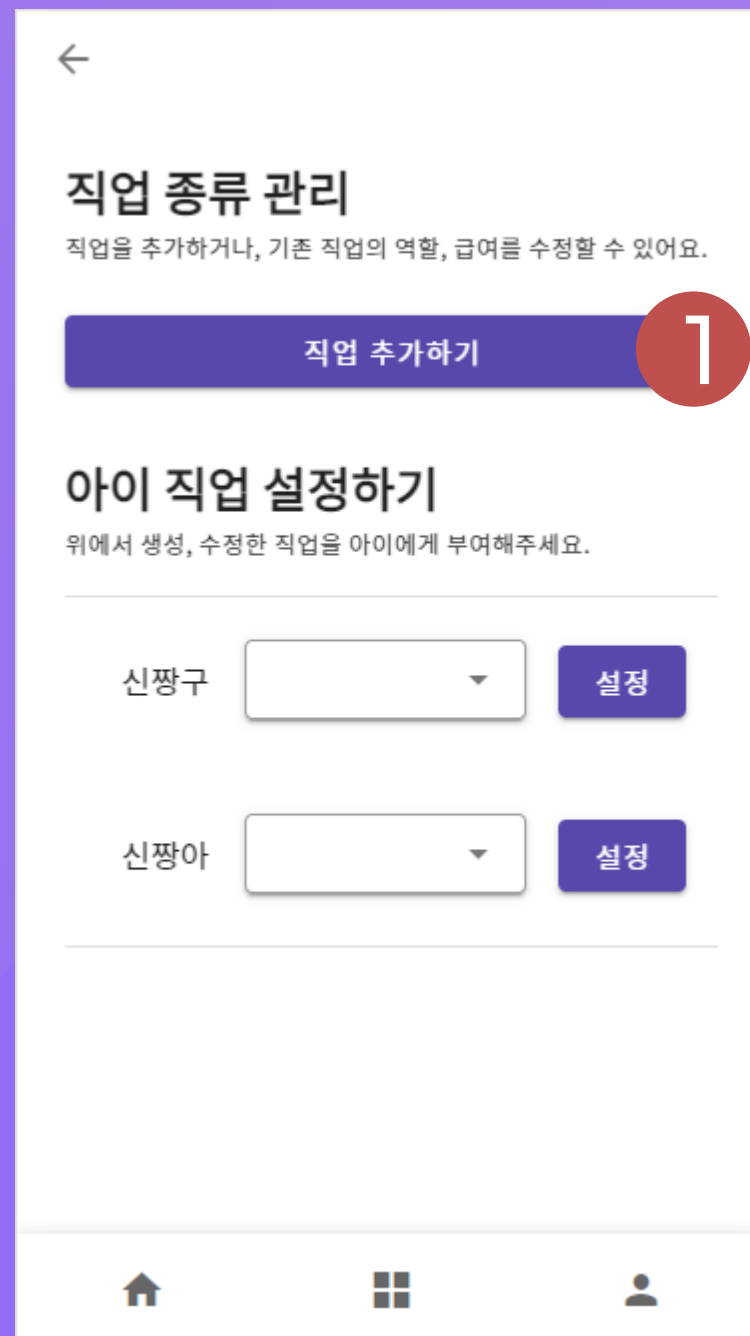 직업 종류 관리
직업을 추가하거나, 기존 직업의 역할, 급여를 수정할 수 있어요.
직업 추가하기
1
아이 직업 설정하기
위에서 생성, 수정한 직업을 아이에게 부여해주세요.
신짱구 설정
신짱아 설정